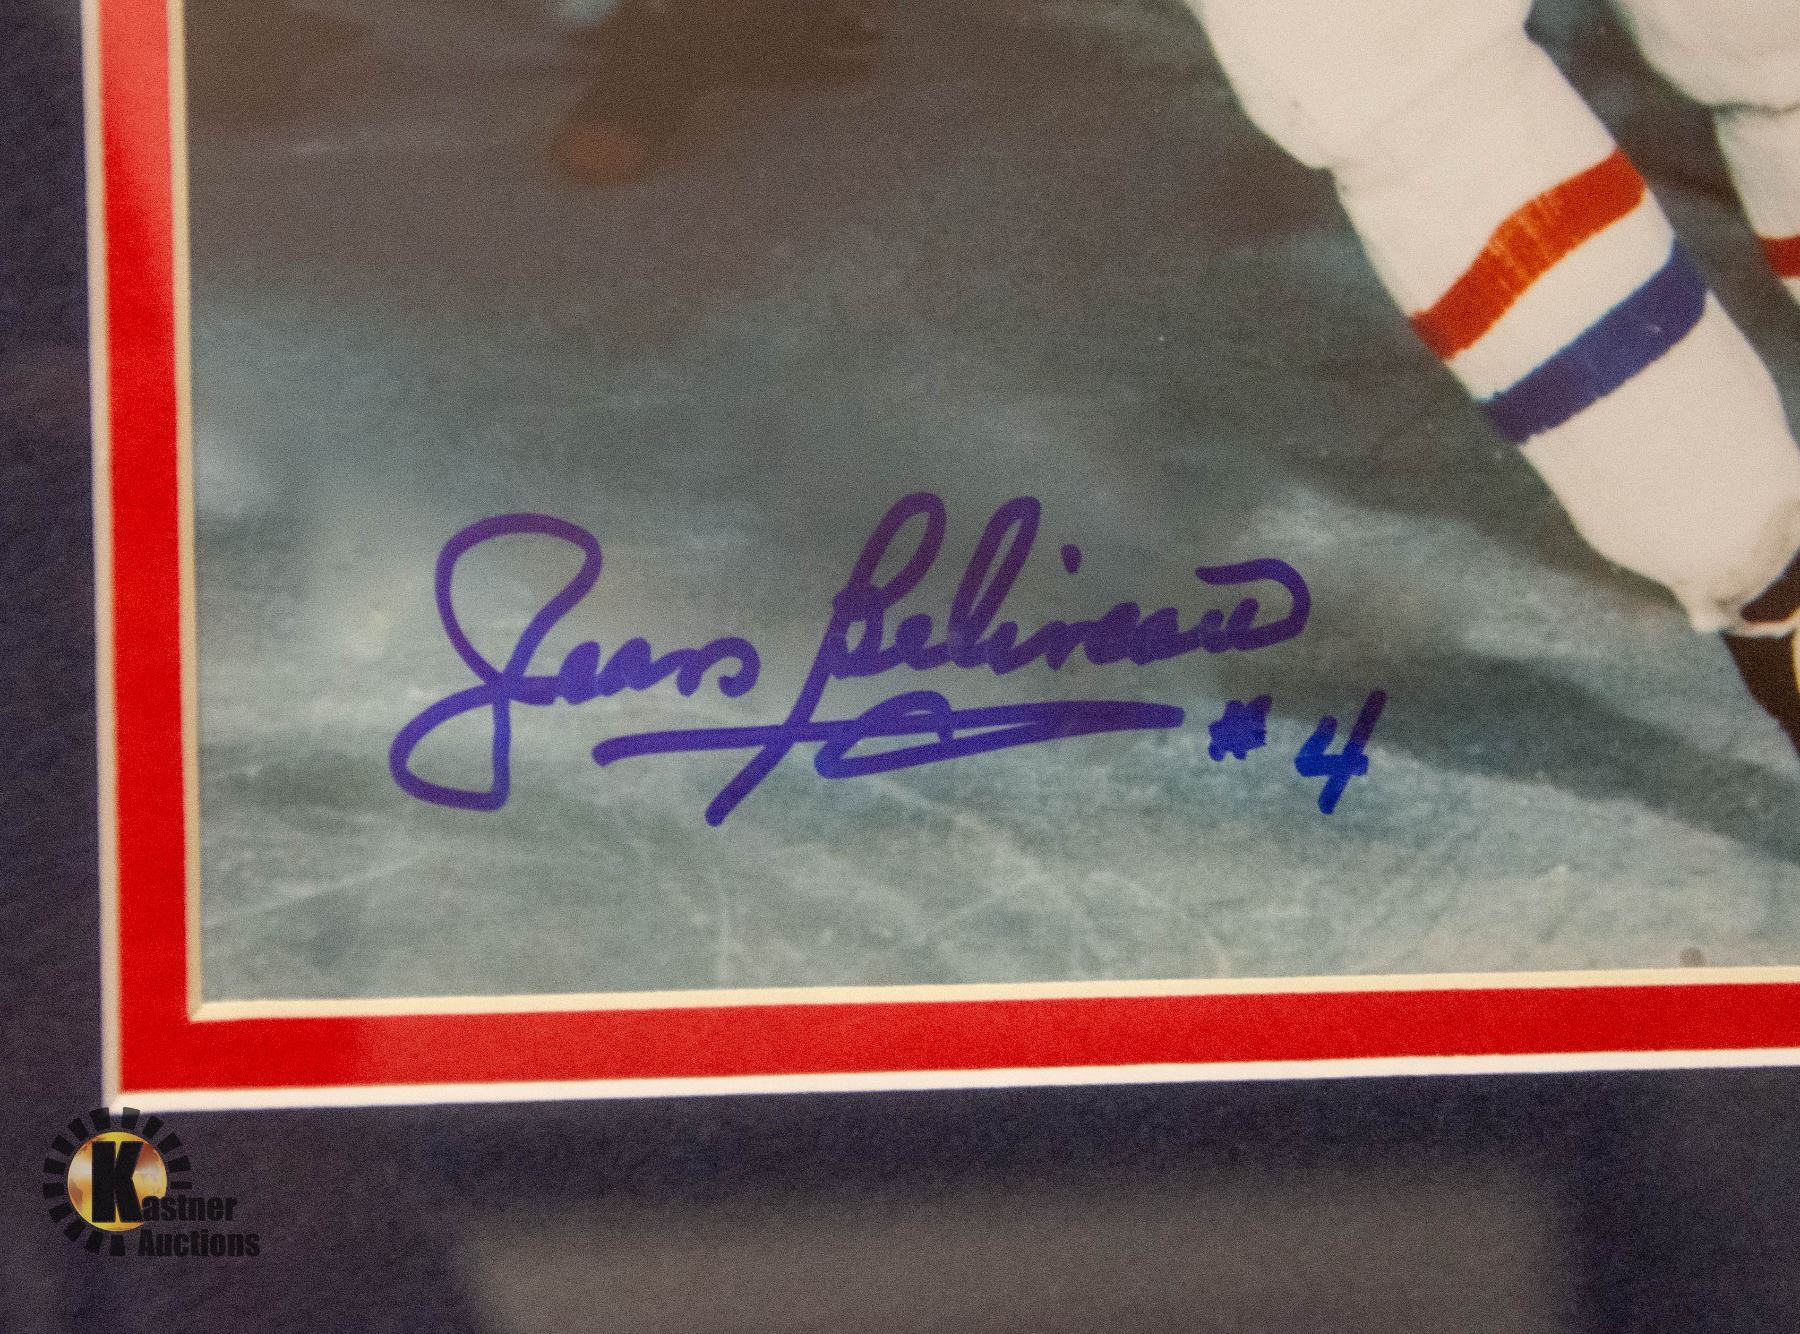 Jean Beliveau
#4
Kastner
Auctions